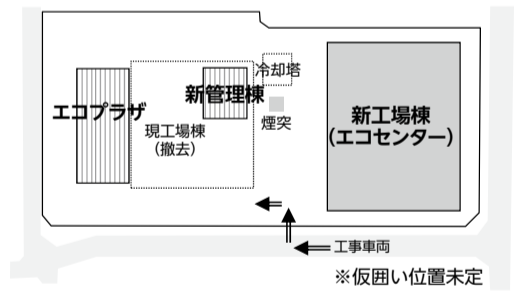 冷却塔
新管理棟
エコプラザ
現工場棟
(撤去)
煙突
新工場棟
(エコセンター)
工事車両
※仮囲い位置未定